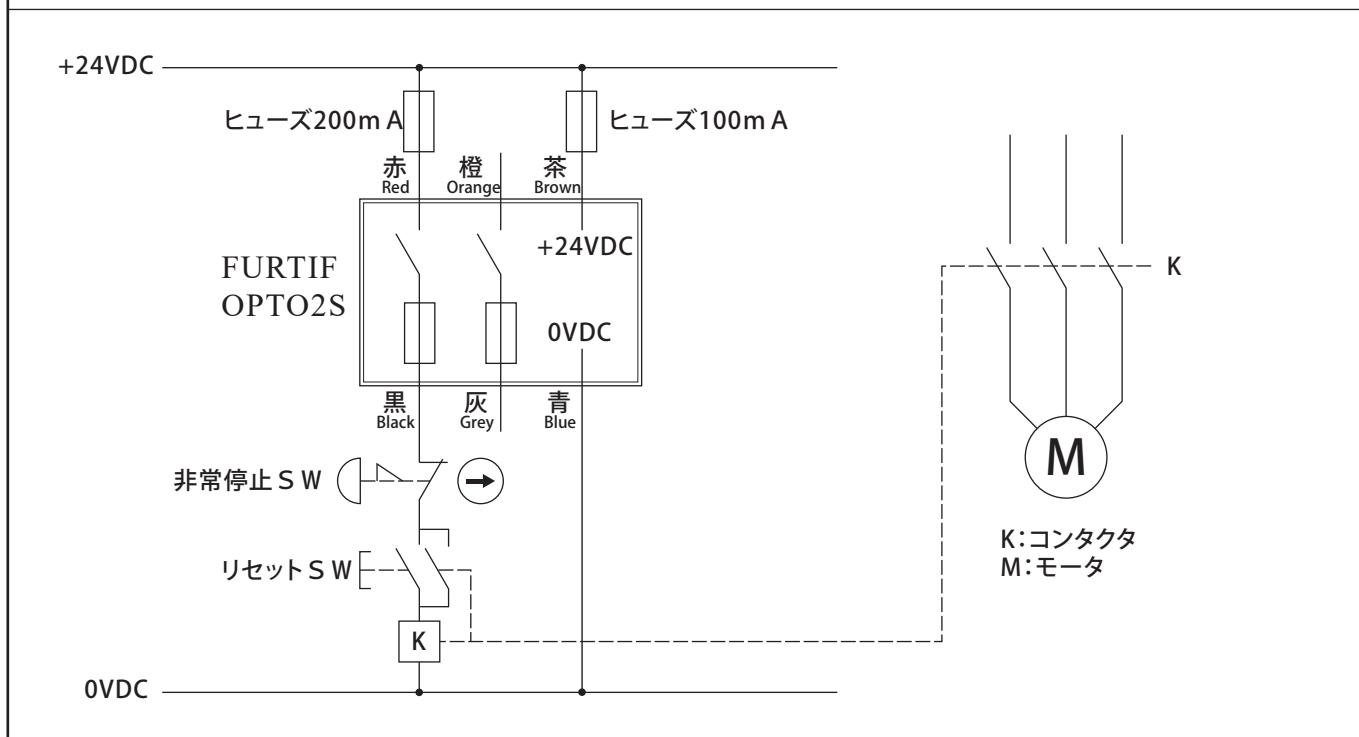 +24VDC
ヒューズ200m A
ヒューズ100m A
赤
Red
橙
Orange
茶
Brown
+24VDC
FURTIF
OPTO2S
0VDC
黒
Black
灰
Grey
青
Blue
非常停止ＳＷ
リセットＳＷ
K
0VDC
K
M
K：コンタクタ
M：モータ